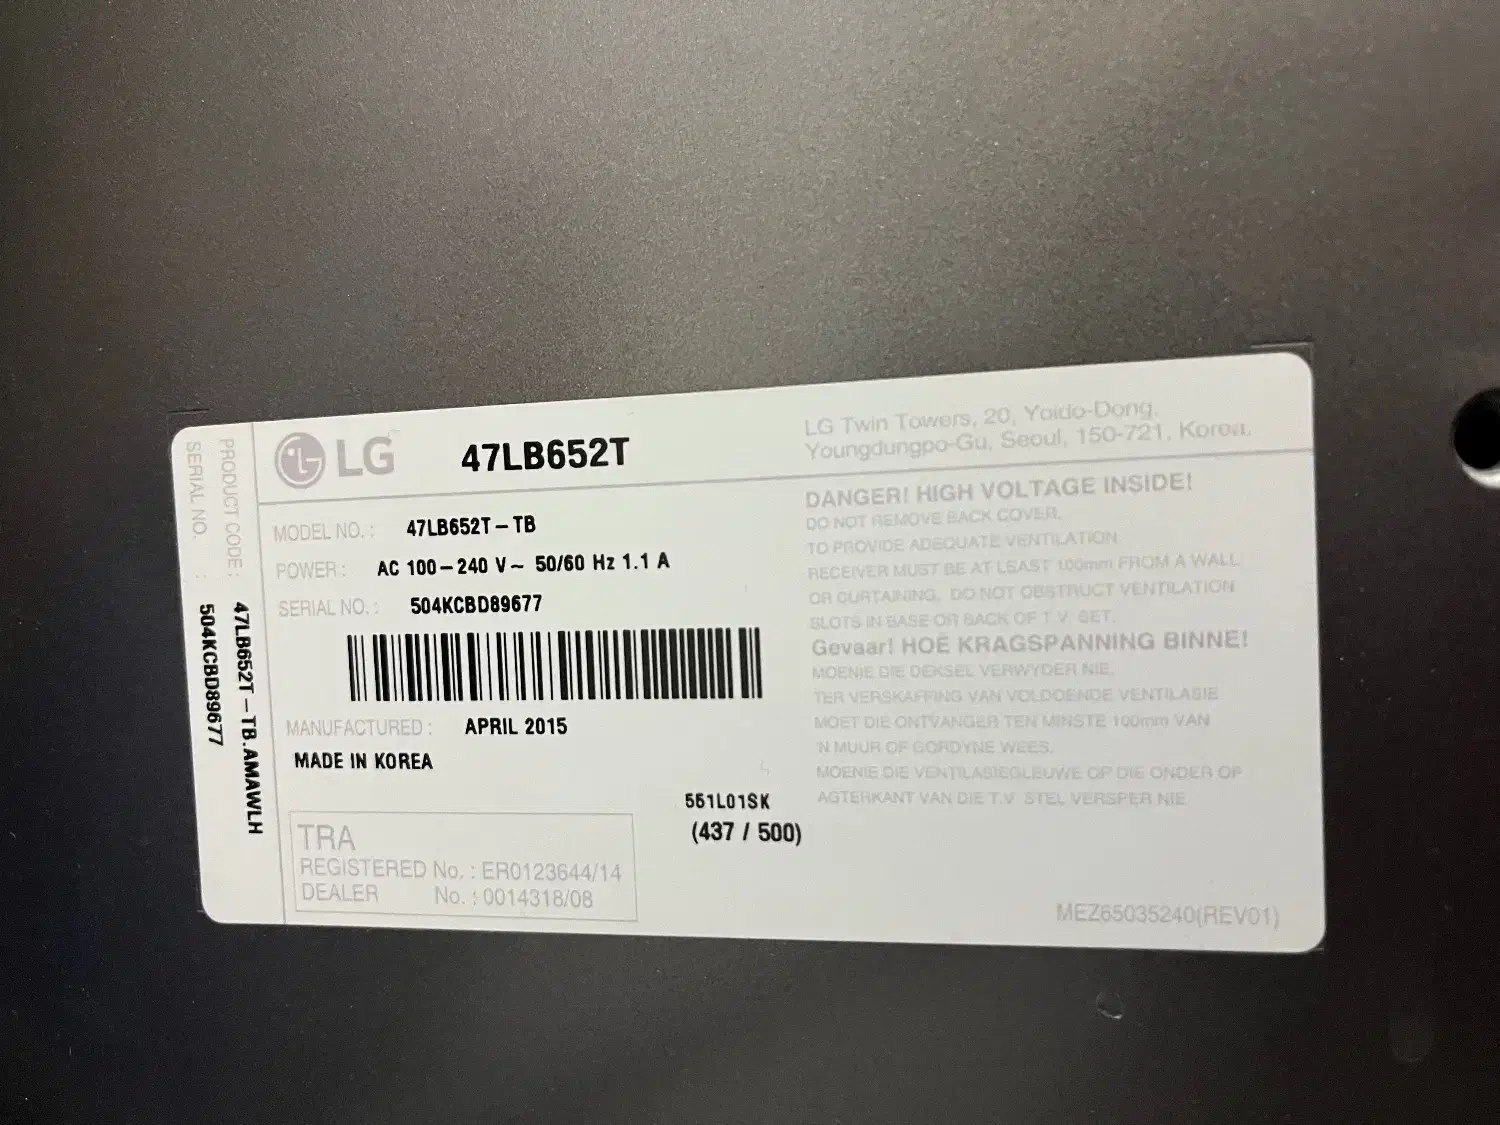 PRODUCT CODE : 47LB652T-TB.AMAWLH
SERIAL NO. : 504KCBD89677
LG 47LB652T
MODEL NO. : 47LB652T-TB
POWER : AC 100-240 V~ 50/60 Hz 1.1 A
SERIAL NO. : 504KCBD89677
MANUFACTURED : APRIL 2015
MADE IN KOREA
561L01SK
(437 / 500)
TRA
REGISTERED No. : ER0123644/14
DEALER No. : 0014318/08
LG Twin Towers, 20, Yoido-Dong,
Youngdungpo-Gu, Seoul, 150-721, Korea.
DANGER! HIGH VOLTAGE INSIDE!
DO NOT REMOVE BACK COVER.
TO PROVIDE ADEQUATE VENTILATION
RECEIVER MUST BE AT LEAST 100mm FROM A WALL
OR CURTAINING. DO NOT OBSTRUCT VENTILATION
SLOTS IN BASE OR BACK OF T.V. SET.
Gevaar! HOË KRAGSPANNING BINNE!
MOENIE DIE DEKSEL VERWYDER NIE.
TER VERSKAFFING VAN VOLDOENDE VENTILASIE
MOET DIE ONTVANGER TEN MINSTE 100mm VAN
'N MUUR OF GORDYNE WEES.
MOENIE DIE VENTILASIEGLEUWE OP DIE ONDER OF
AGTERKANT VAN DIE T.V STEL VERSPER NIE.
MEZ65035240(REV01)